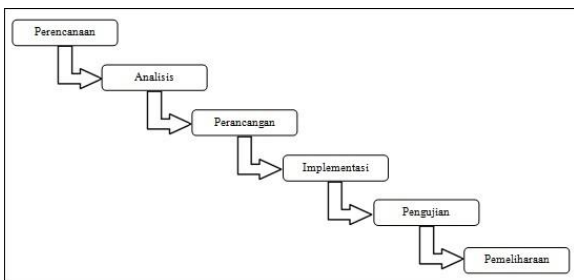 Perencanaan
Analisis
Perancangan
Implementasi
Pengujian
Pemeliharaan